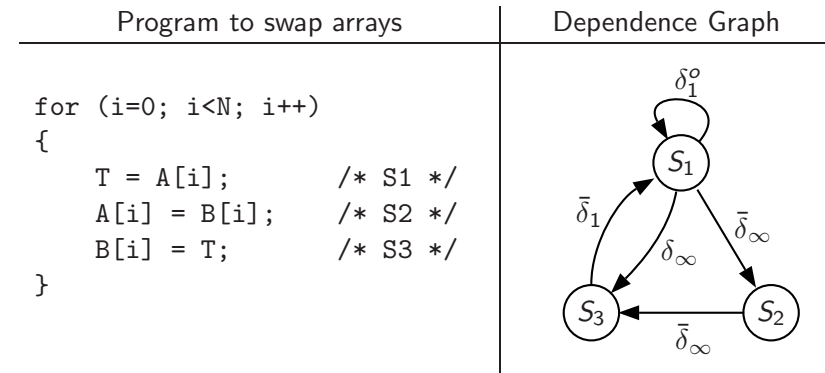 Program to swap arrays
Dependence Graph
for (i=0; i<N; i++)
{
T = A[i]; /* S1 */
A[i] = B[i]; /* S2 */
B[i] = T; /* S3 */
}
δ₁ᵒ
S₁
δ̄₁
δ∞
δ̄∞
S₃
S₂
δ̄∞